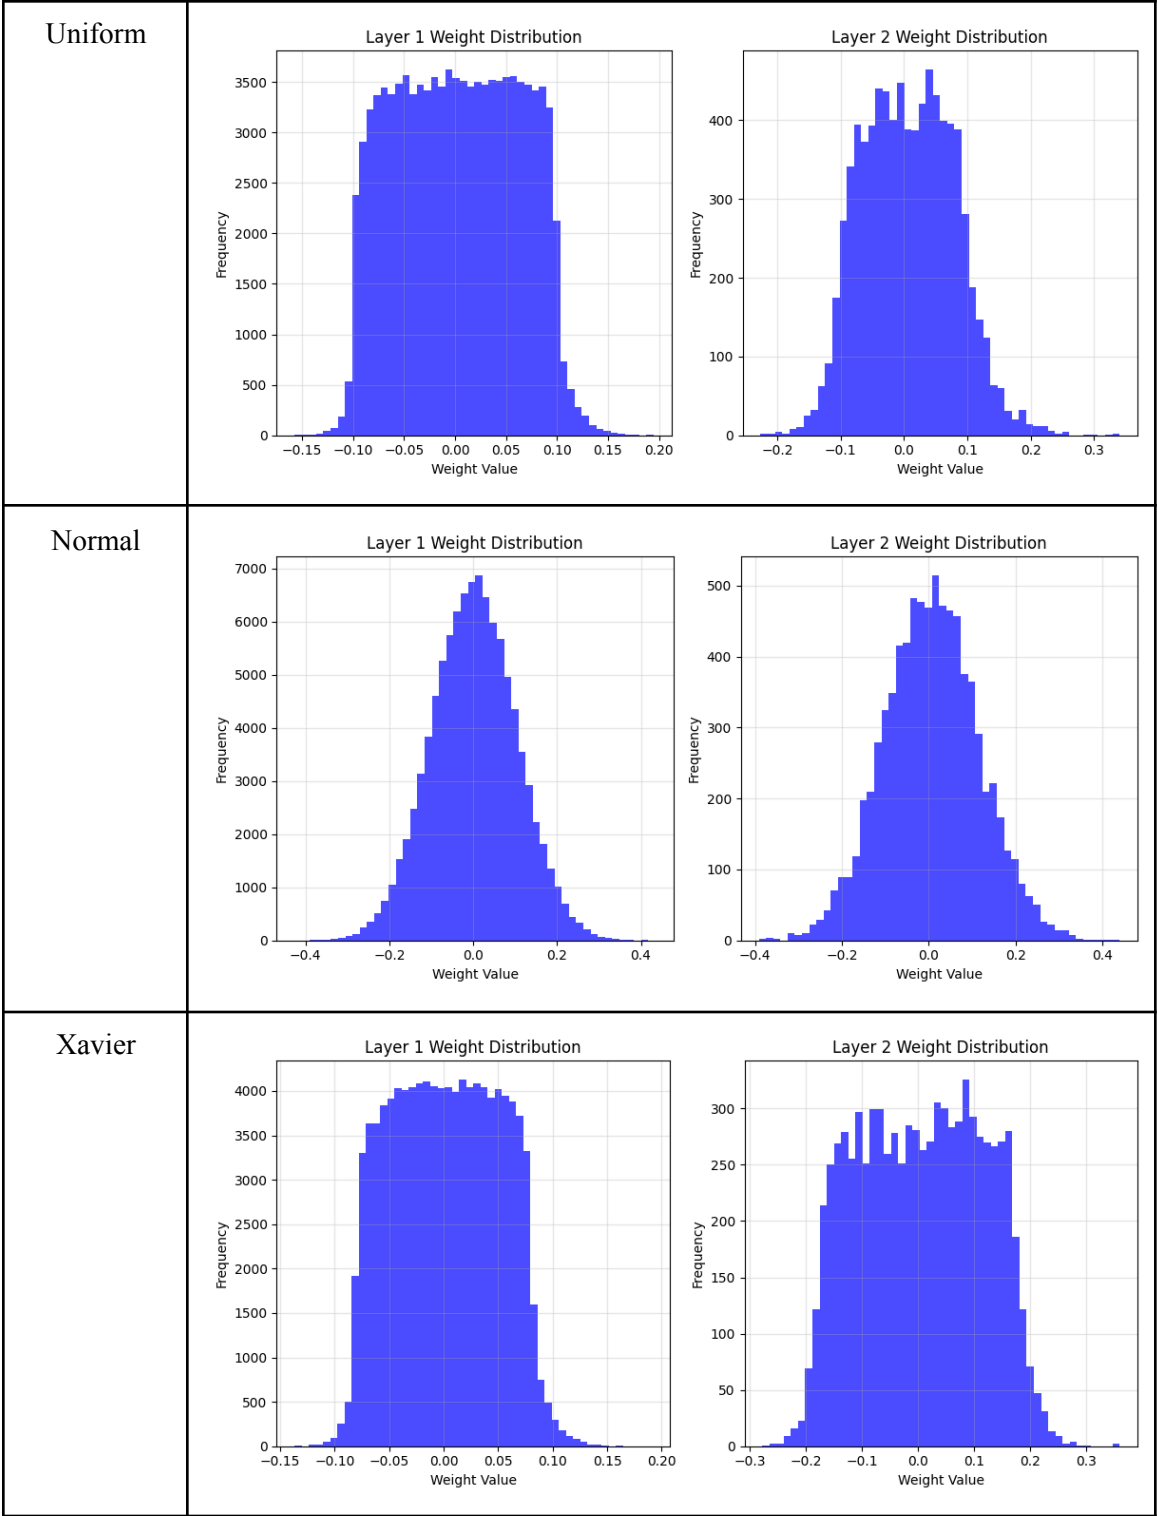 Uniform
Layer 1 Weight Distribution
Frequency
3500
3000
2500
2000
1500
1000
500
0
−0.15 −0.10 −0.05 0.00 0.05 0.10 0.15 0.20
Weight Value
Layer 2 Weight Distribution
Frequency
400
300
200
100
0
−0.2 −0.1 0.0 0.1 0.2 0.3
Weight Value
Normal
Layer 1 Weight Distribution
Frequency
7000
6000
5000
4000
3000
2000
1000
0
−0.4 −0.2 0.0 0.2 0.4
Weight Value
Layer 2 Weight Distribution
Frequency
500
400
300
200
100
0
−0.4 −0.2 0.0 0.2 0.4
Weight Value
Xavier
Layer 1 Weight Distribution
Frequency
4000
3500
3000
2500
2000
1500
1000
500
0
−0.15 −0.10 −0.05 0.00 0.05 0.10 0.15 0.20
Weight Value
Layer 2 Weight Distribution
Frequency
300
250
200
150
100
50
0
−0.3 −0.2 −0.1 0.0 0.1 0.2 0.3
Weight Value